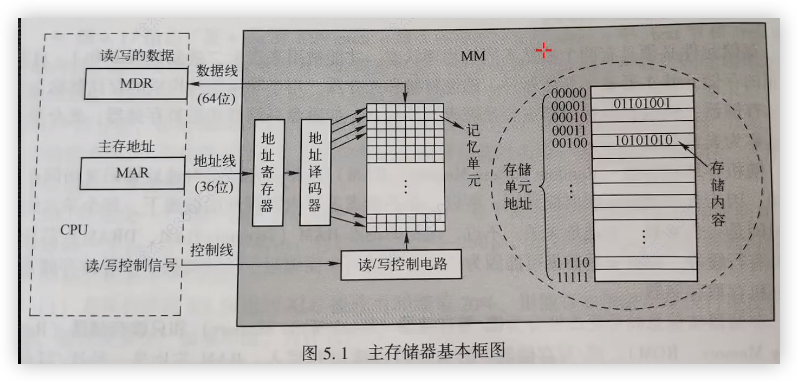 读/写的数据
MDR
数据线
(64位)
MM
主存地址
MAR
地址线
(36位)
地址寄存器
地址译码器
记忆单元
CPU
读/写控制信号
控制线
读/写控制电路
00000
00001
00010
00011
00100
⋮
11110
11111
存储单元地址
01101001
10101010
⋮
存储内容
图 5.1 主存储器基本框图